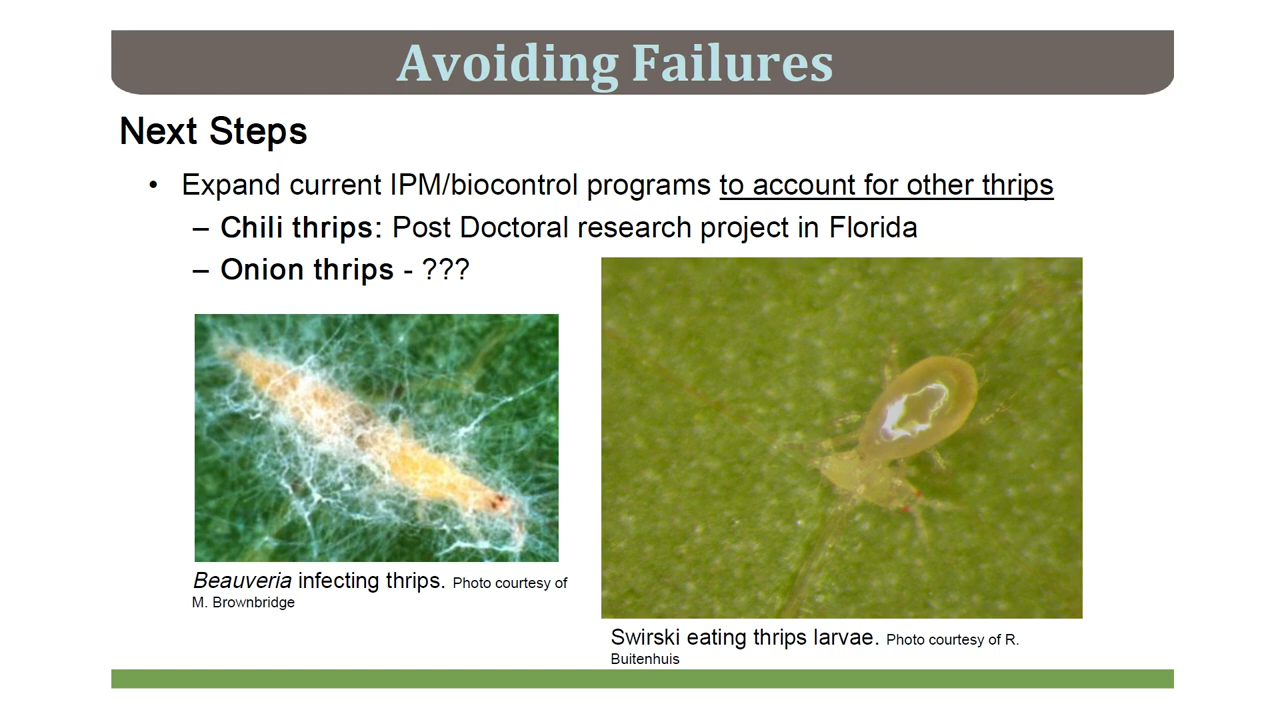 Avoiding Failures
Next Steps
• Expand current IPM/biocontrol programs to account for other thrips
– Chili thrips: Post Doctoral research project in Florida
– Onion thrips - ???
Beauveria infecting thrips. Photo courtesy of
M. Brownbridge
Swirski eating thrips larvae. Photo courtesy of R.
Buitenhuis